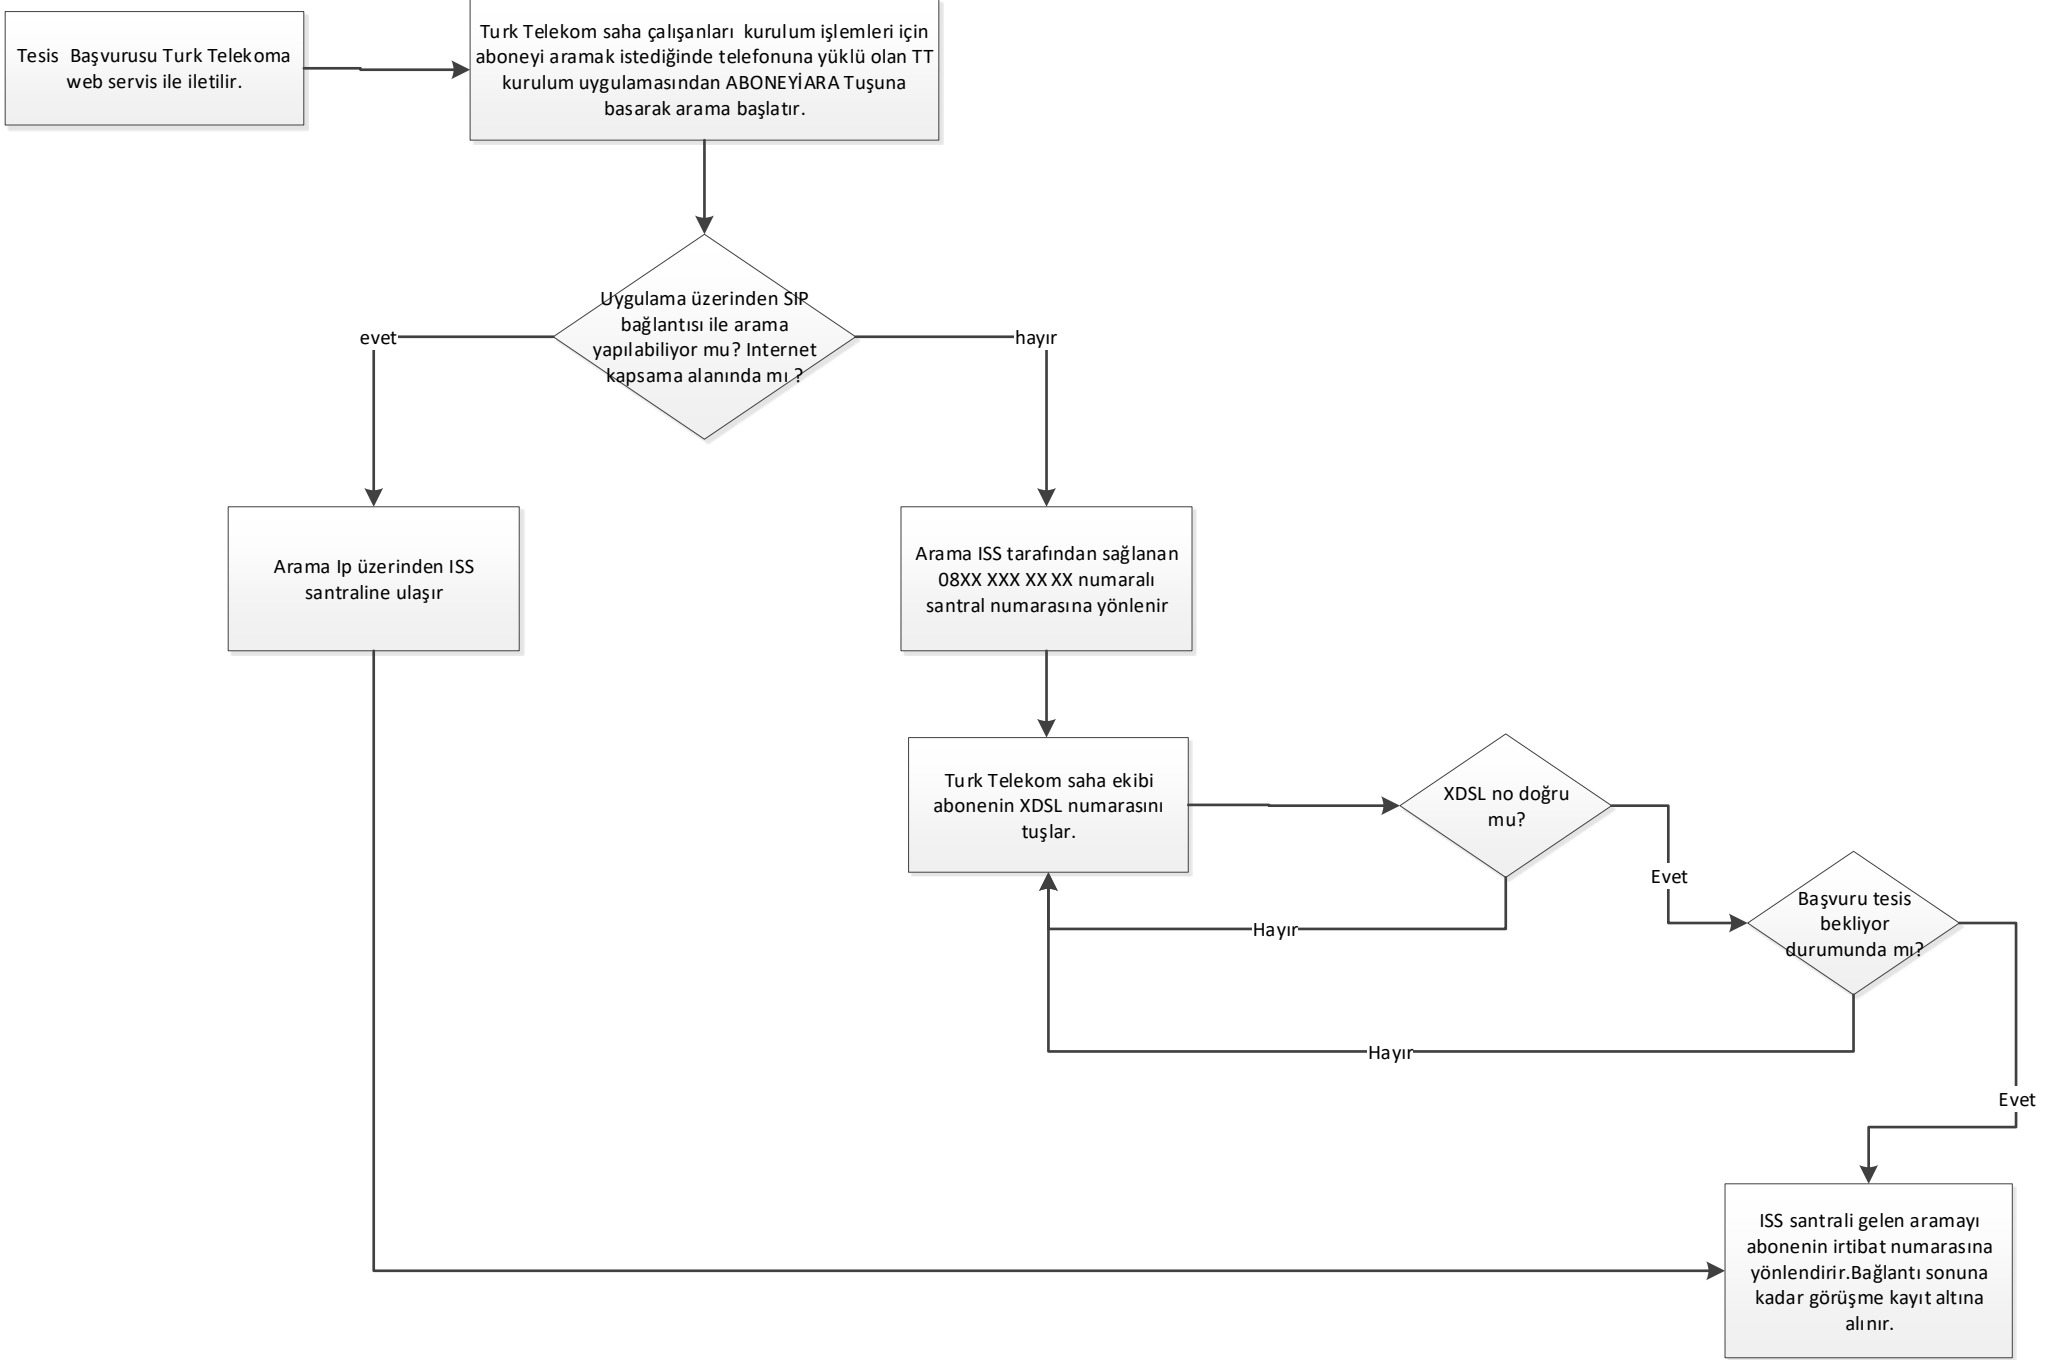 Tesis  Başvurusu Turk Telekoma
web servis ile iletilir.
Turk Telekom saha çalışanları  kurulum işlemleri için
aboneyi aramak istediğinde telefonuna yüklü olan TT
kurulum uygulamasından ABONEYİARA Tuşuna
basarak arama başlatır.
Uygulama üzerinden SIP
bağlantısı ile arama
yapılabiliyor mu? Internet
kapsama alanında mı ?
evet
hayır
Arama Ip üzerinden ISS
santraline ulaşır
Arama ISS tarafından sağlanan
08XX XXX XX XX numaralı
santral numarasına yönlenir
Turk Telekom saha ekibi
abonenin XDSL numarasını
tuşlar.
XDSL no doğru
mu?
Evet
Hayır
Başvuru tesis
bekliyor
durumunda mı?
Hayır
Evet
ISS santrali gelen aramayı
abonenin irtibat numarasına
yönlendirir.Bağlantı sonuna
kadar görüşme kayıt altına
alınır.